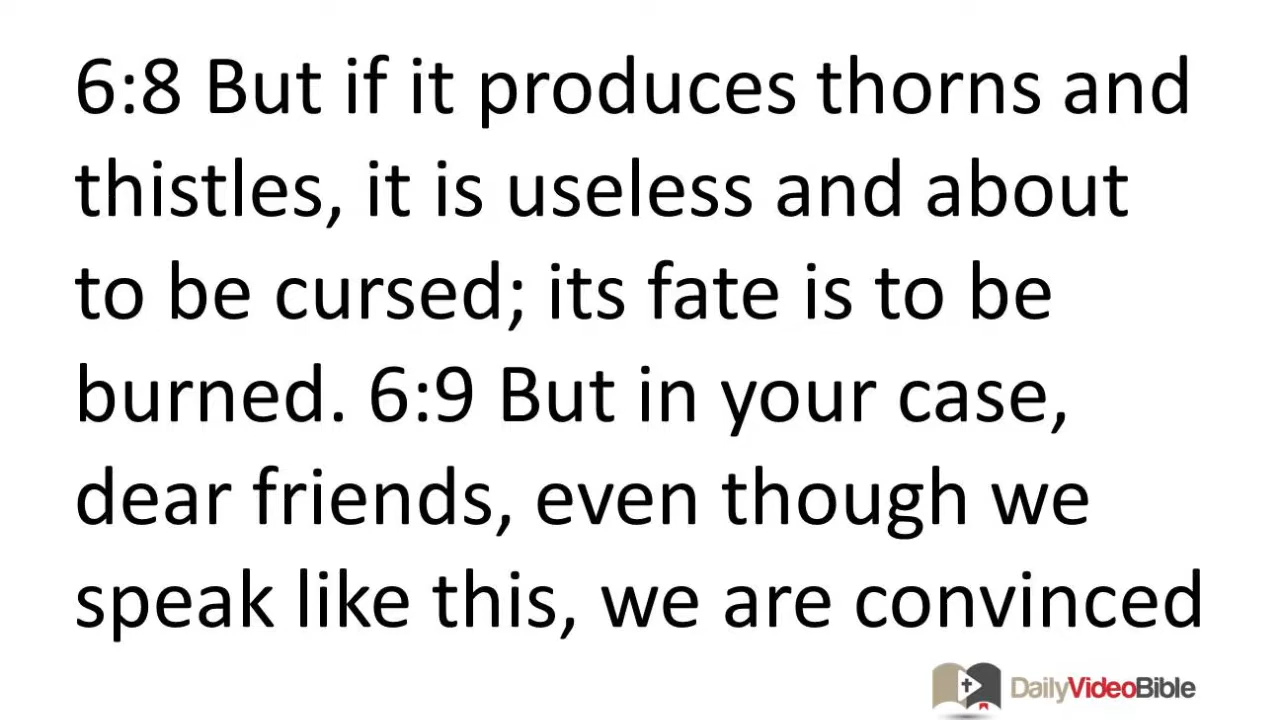 6:8 But if it produces thorns and
thistles, it is useless and about
to be cursed; its fate is to be
burned. 6:9 But in your case,
dear friends, even though we
speak like this, we are convinced
DailyVideoBible